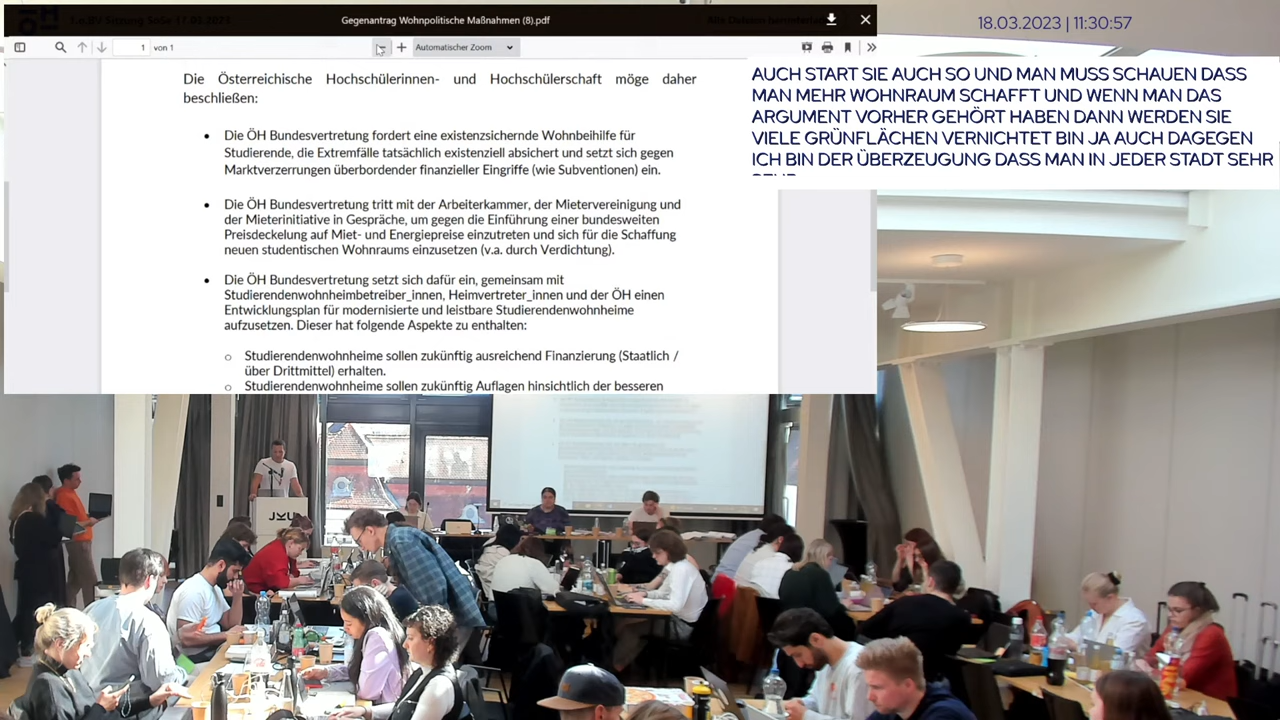 Gegenantrag Wohnpolitische Maßnahmen (8).pdf
18.03.2023 | 11:30:57
1 von 1
Automatischer Zoom
Die Österreichische Hochschülerinnen- und Hochschülerschaft möge daher
beschließen:
• Die ÖH Bundesvertretung fordert eine existenzsichernde Wohnbeihilfe für
Studierende, die Extremfälle tatsächlich existenziell absichert und setzt sich gegen
Marktverzerrungen überbordender finanzieller Eingriffe (wie Subventionen) ein.
• Die ÖH Bundesvertretung tritt mit der Arbeiterkammer, der Mietervereinigung und
der Mieterinitiative in Gespräche, um gegen die Einführung einer bundesweiten
Preisdeckelung auf Miet- und Energiepreise einzutreten und sich für die Schaffung
neuen studentischen Wohnraums einzusetzen (v.a. durch Verdichtung).
• Die ÖH Bundesvertretung setzt sich dafür ein, gemeinsam mit
Studierendenwohnheimbetreiber_innen, Heimvertreter_innen und der ÖH einen
Entwicklungsplan für modernisierte und leistbare Studierendenwohnheime
aufzusetzen. Dieser hat folgende Aspekte zu enthalten:
○ Studierendenwohnheime sollen zukünftig ausreichend Finanzierung (Staatlich /
über Drittmittel) erhalten.
○ Studierendenwohnheime sollen zukünftig Auflagen hinsichtlich der besseren
AUCH START SIE AUCH SO UND MAN MUSS SCHAUEN DASS
MAN MEHR WOHNRAUM SCHAFFT UND WENN MAN DAS
ARGUMENT VORHER GEHÖRT HABEN DANN WERDEN SIE
VIELE GRÜNFLÄCHEN VERNICHTET BIN JA AUCH DAGEGEN
ICH BIN DER ÜBERZEUGUNG DASS MAN IN JEDER STADT SEHR
JKU